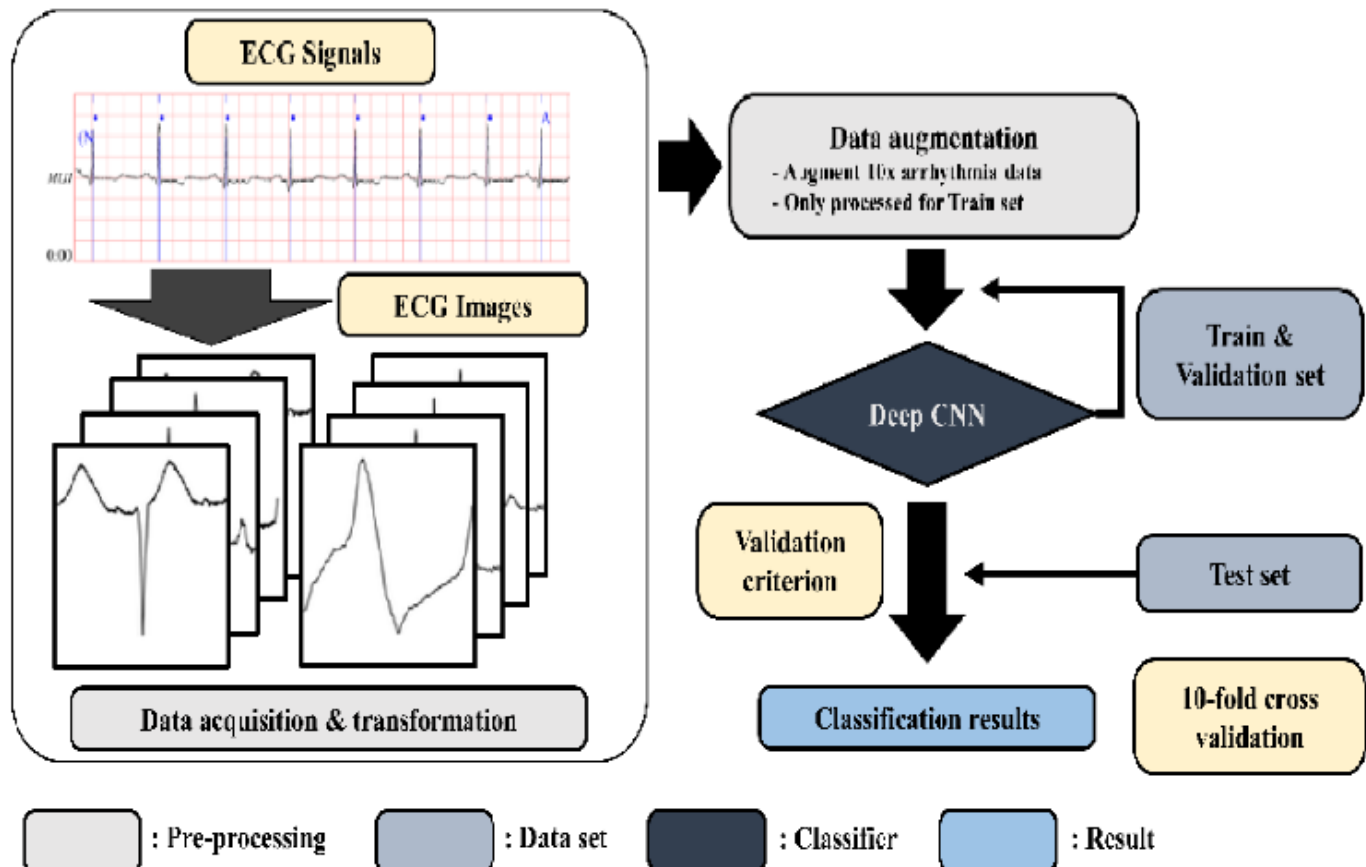 ECG Signals
(N
A
MLII
0:00
ECG Images
Data acquisition & transformation
Data augmentation
- Augment 10x arrhythmia data
- Only processed for Train set
Train &
Validation set
Deep CNN
Validation
criterion
Test set
Classification results
10-fold cross
validation
: Pre-processing
: Data set
: Classifier
: Result